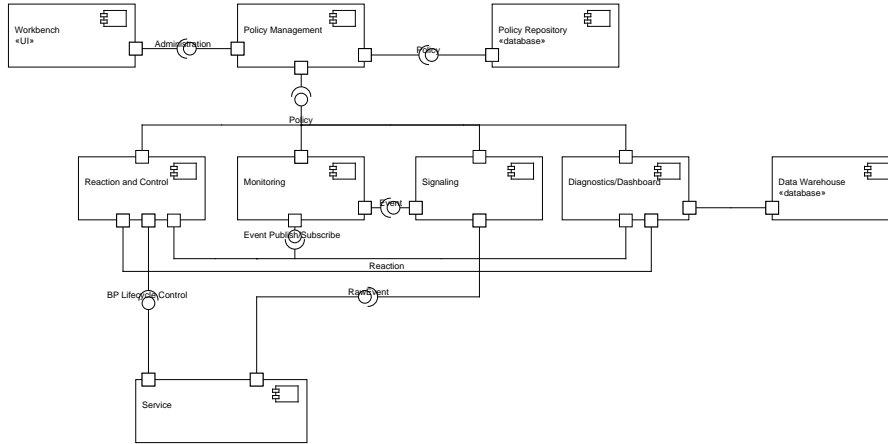 Workbench
«UI»
Administration
Policy Management
Policy
Policy Repository
«database»
Policy
Reaction and Control
Monitoring
Signaling
Diagnostics/Dashboard
Data Warehouse
«database»
Event
Event Publish/Subscribe
Reaction
BP Lifecycle Control
RawEvent
Service